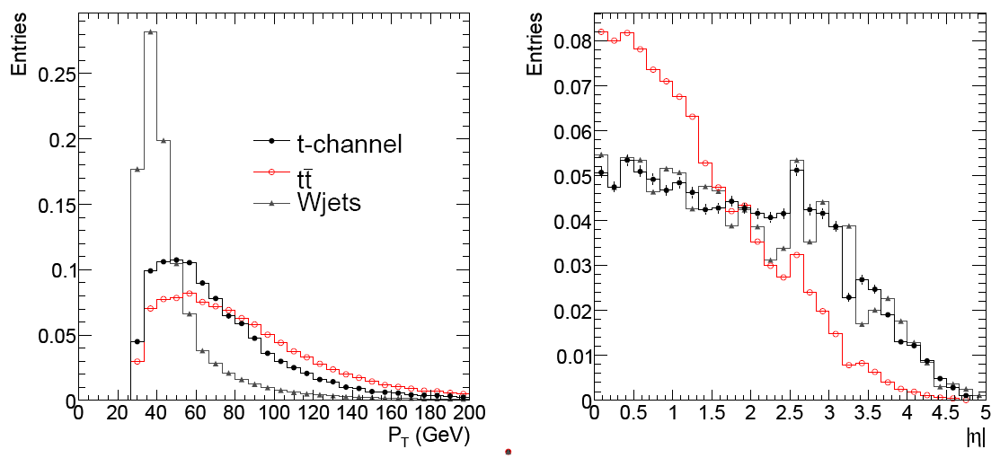 Entries
0.25
0.2
0.15
0.1
0.05
0
t-channel
tt̄
Wjets
0 20 40 60 80 100 120 140 160 180 200
P_T (GeV)
Entries
0.08
0.07
0.06
0.05
0.04
0.03
0.02
0.01
0
0 0.5 1 1.5 2 2.5 3 3.5 4 4.5 5
|η|